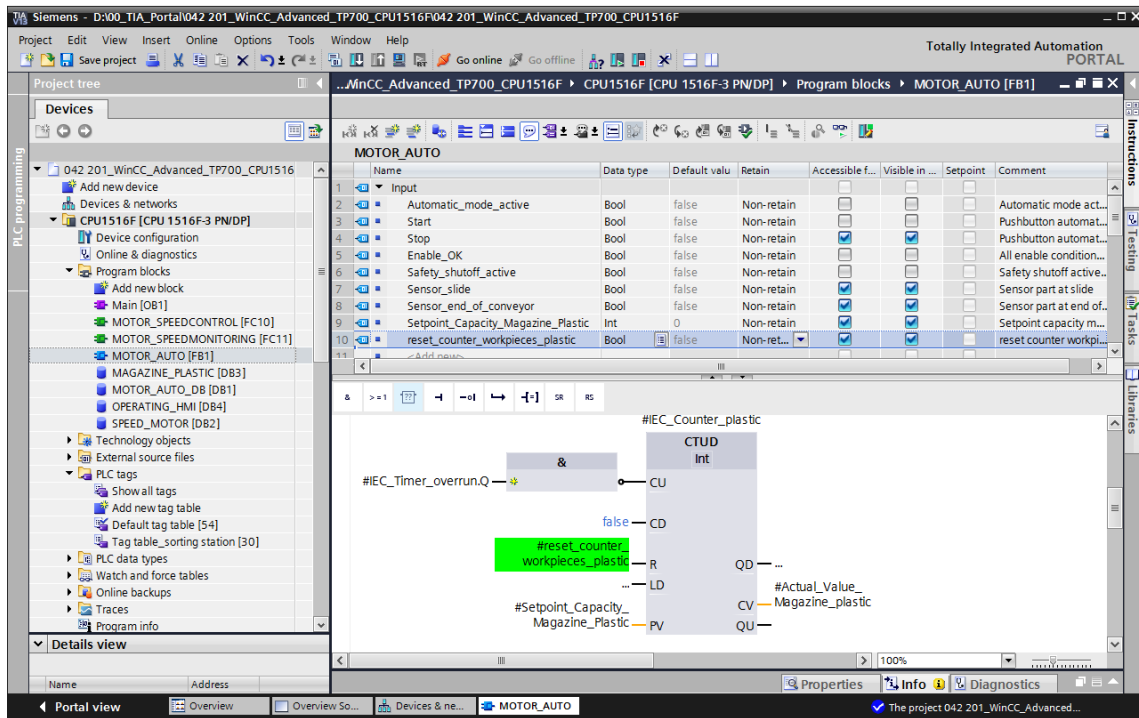 Siemens - D:\00_TIA_Portal\042 201_WinCC_Advanced_TP700_CPU1516F\042 201_WinCC_Advanced_TP700_CPU1516F
Project Edit View Insert Online Options Tools Window Help
Totally Integrated Automation
PORTAL
Save project Go online Go offline
Project tree
...WinCC_Advanced_TP700_CPU1516F CPU1516F [CPU 1516F-3 PN/DP] Program blocks MOTOR_AUTO [FB1]
Devices
PLC programming
042 201_WinCC_Advanced_TP700_CPU1516
Add new device
Devices & networks
CPU1516F [CPU 1516F-3 PN/DP]
Device configuration
Online & diagnostics
Program blocks
Add new block
Main [OB1]
MOTOR_SPEEDCONTROL [FC10]
MOTOR_SPEEDMONITORING [FC11]
MOTOR_AUTO [FB1]
MAGAZINE_PLASTIC [DB3]
MOTOR_AUTO_DB [DB1]
OPERATING_HMI [DB4]
SPEED_MOTOR [DB2]
Technology objects
External source files
PLC tags
Show all tags
Add new tag table
Default tag table [54]
Tag table_sorting station [30]
PLC data types
Watch and force tables
Online backups
Traces
Program info
Details view
Name Address
MOTOR_AUTO
Name Data type Default valu Retain Accessible f... Visible in ... Setpoint Comment
1 Input
2 Automatic_mode_active Bool false Non-retain Automatic mode act...
3 Start Bool false Non-retain Pushbutton automat...
4 Stop Bool false Non-retain Pushbutton automat...
5 Enable_OK Bool false Non-retain All enable condition...
6 Safety_shutoff_active Bool false Non-retain Safety shutoff active..
7 Sensor_slide Bool false Non-retain Sensor part at slide
8 Sensor_end_of_conveyor Bool false Non-retain Sensor part at end of..
9 Setpoint_Capacity_Magazine_Plastic Int 0 Non-retain Setpoint capacity m...
10 reset_counter_workpieces_plastic Bool false Non-ret... reset counter workpi...
11 <Add new>
& >=1 ?? -| -o| -[=] SR RS
#IEC_Counter_plastic
CTUD
Int
&
#IEC_Timer_overrun.Q
CU
false CD
#reset_counter_
workpieces_plastic R QD ...
... LD
#Actual_Value_
CV Magazine_plastic
#Setpoint_Capacity_
Magazine_Plastic PV QU
100%
Properties Info Diagnostics
Instructions
Testing
Tasks
Libraries
Portal view Overview Overview So... Devices & ne... MOTOR_AUTO The project 042 201_WinCC_Advanced...